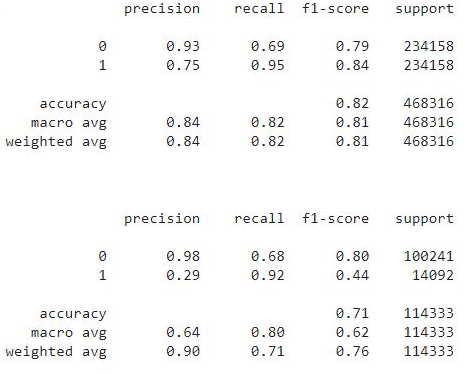 precision recall f1-score support
0 0.93 0.69 0.79 234158
1 0.75 0.95 0.84 234158
accuracy 0.82 468316
macro avg 0.84 0.82 0.81 468316
weighted avg 0.84 0.82 0.81 468316
precision recall f1-score support
0 0.98 0.68 0.80 100241
1 0.29 0.92 0.44 14092
accuracy 0.71 114333
macro avg 0.64 0.80 0.62 114333
weighted avg 0.90 0.71 0.76 114333